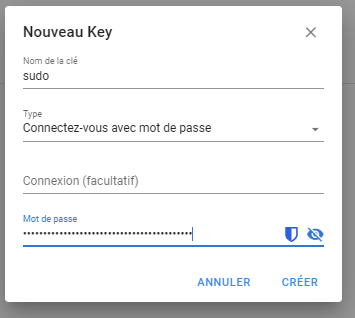 Nouveau Key
Nom de la clé
sudo
Type
Connectez-vous avec mot de passe
Connexion (facultatif)
Mot de passe
••••••••••••••••••••••••••••••••••••••••••
ANNULER
CRÉER